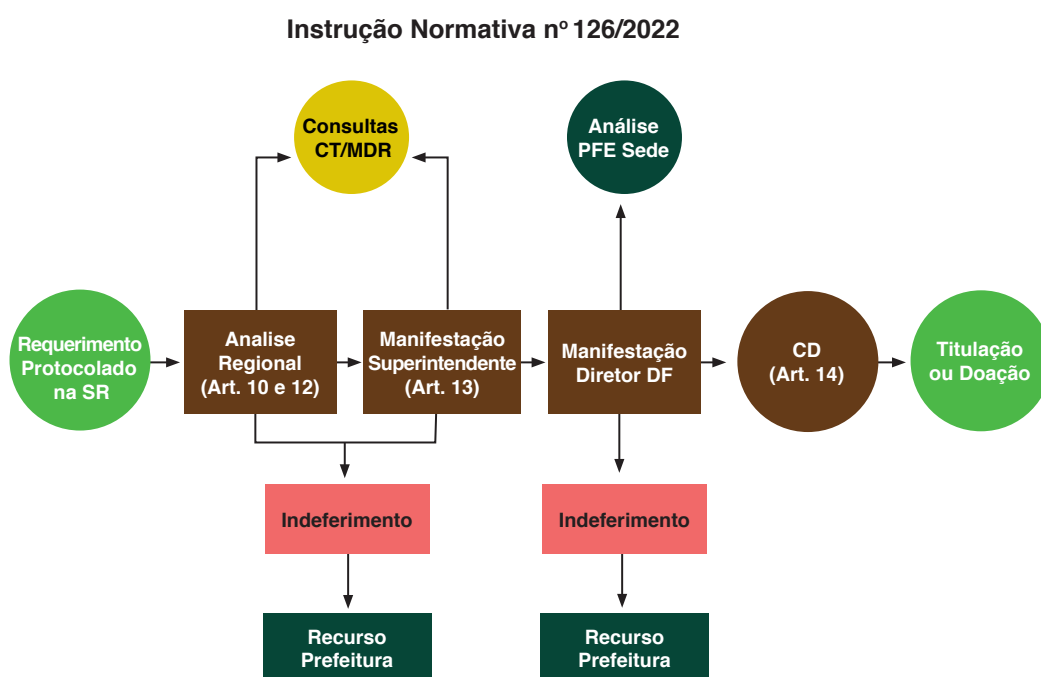 Instrução Normativa nº 126/2022
Consultas
CT/MDR
Análise
PFE Sede
Requerimento
Protocolado
na SR
Analise
Regional
(Art. 10 e 12)
Manifestação
Superintendente
(Art. 13)
Manifestação
Diretor DF
CD
(Art. 14)
Titulação
ou Doação
Indeferimento
Indeferimento
Recurso
Prefeitura
Recurso
Prefeitura